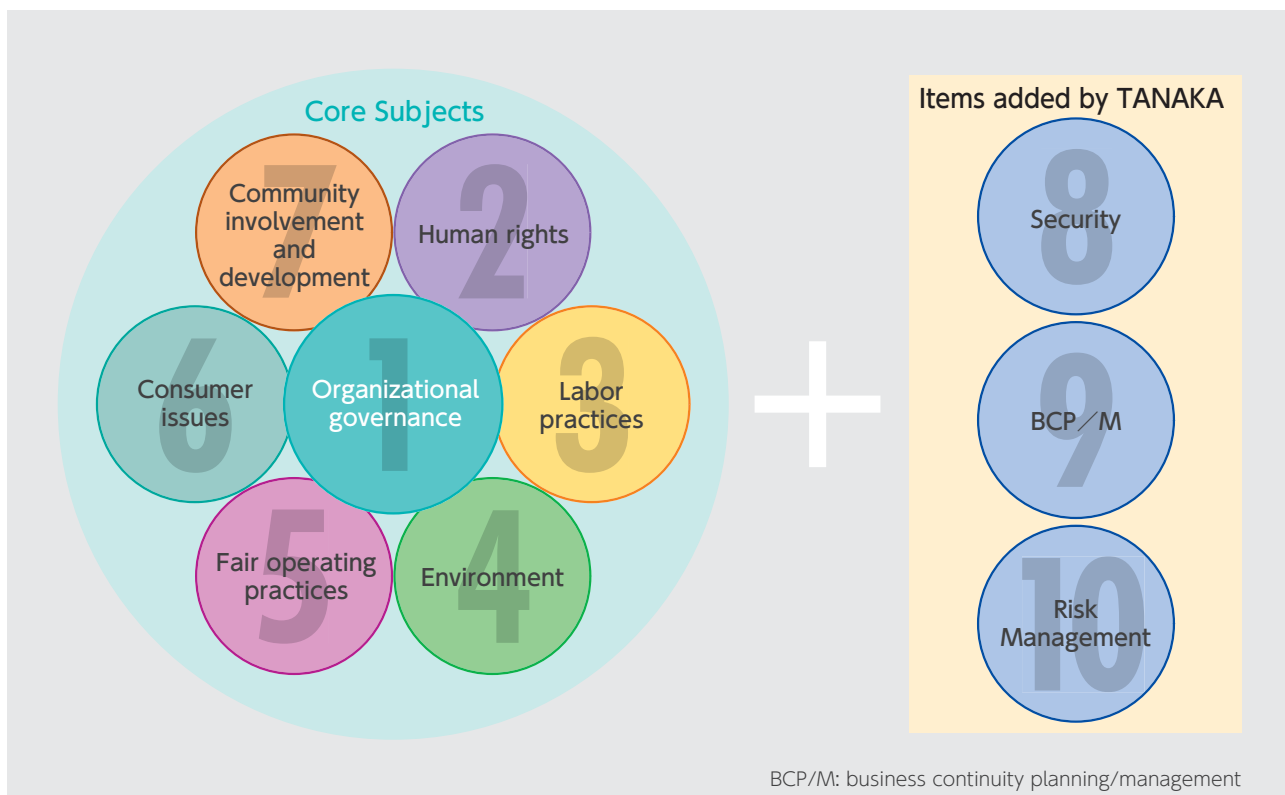 Core Subjects
1
Organizational
governance
2
Human rights
3
Labor
practices
4
Environment
5
Fair operating
practices
6
Consumer
issues
7
Community
involvement
and
development
Items added by TANAKA
8
Security
9
BCP／M
10
Risk
Management
BCP/M: business continuity planning/management